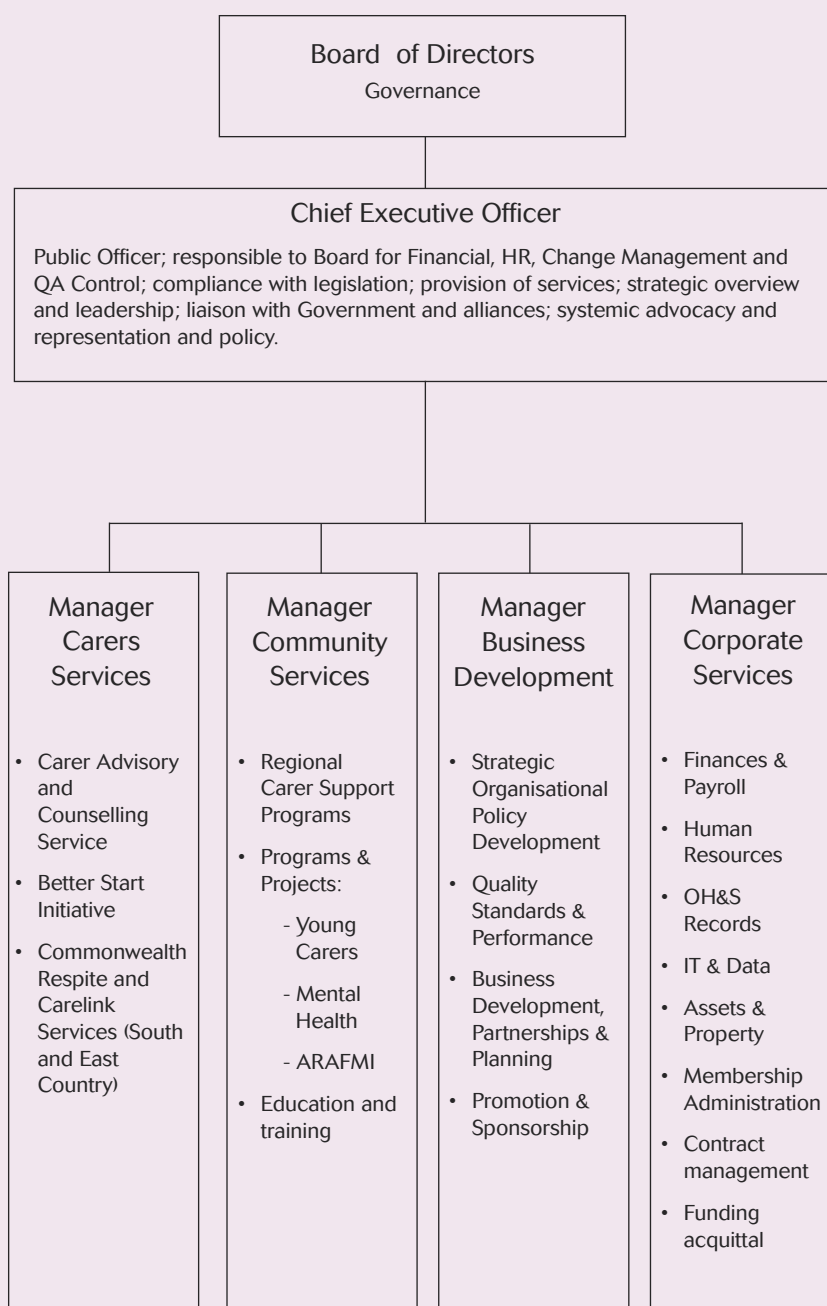 Board of Directors
Governance
Chief Executive Officer
Public Officer; responsible to Board for Financial, HR, Change Management and
QA Control; compliance with legislation; provision of services; strategic overview
and leadership; liaison with Government and alliances; systemic advocacy and
representation and policy.
Manager
Carers
Services
• Carer Advisory
and
Counselling
Service
• Better Start
Initiative
• Commonwealth
Respite and
Carelink
Services (South
and East
Country)
Manager
Community
Services
• Regional
Carer Support
Programs
• Programs &
Projects:
- Young
Carers
- Mental
Health
- ARAFMI
• Education and
training
Manager
Business
Development
• Strategic
Organisational
Policy
Development
• Quality
Standards &
Performance
• Business
Development,
Partnerships &
Planning
• Promotion &
Sponsorship
Manager
Corporate
Services
• Finances &
Payroll
• Human
Resources
• OH&S
Records
• IT & Data
• Assets &
Property
• Membership
Administration
• Contract
management
• Funding
acquittal